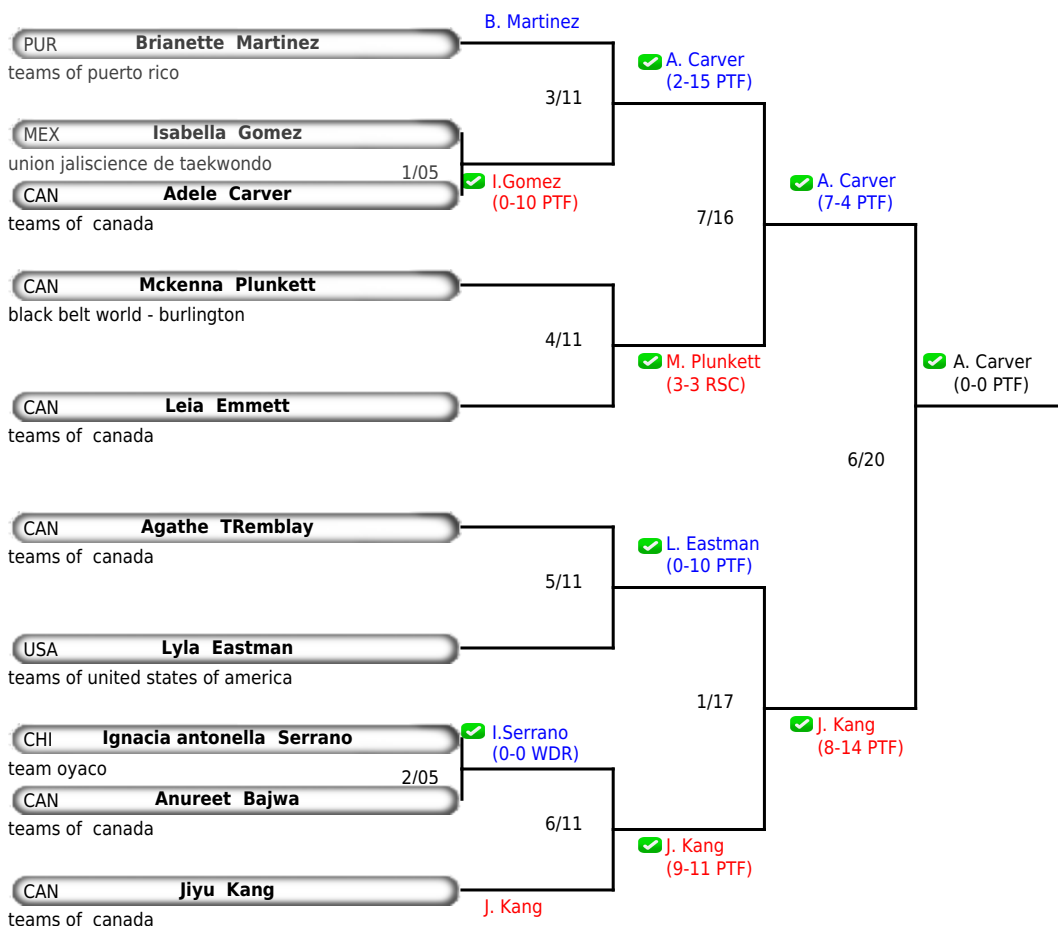 B. Martinez
PUR Brianette Martinez
teams of puerto rico
A. Carver
(2-15 PTF)
3/11
MEX Isabella Gomez
union jaliscience de taekwondo
1/05
I.Gomez
(0-10 PTF)
CAN Adele Carver
teams of canada
A. Carver
(7-4 PTF)
7/16
CAN Mckenna Plunkett
black belt world - burlington
4/11
M. Plunkett
(3-3 RSC)
A. Carver
(0-0 PTF)
CAN Leia Emmett
teams of canada
6/20
CAN Agathe TRemblay
teams of canada
L. Eastman
(0-10 PTF)
5/11
USA Lyla Eastman
teams of united states of america
1/17
J. Kang
(8-14 PTF)
CHI Ignacia antonella Serrano
team oyaco
I.Serrano
(0-0 WDR)
2/05
CAN Anureet Bajwa
teams of canada
6/11
J. Kang
(9-11 PTF)
CAN Jiyu Kang
teams of canada
J. Kang